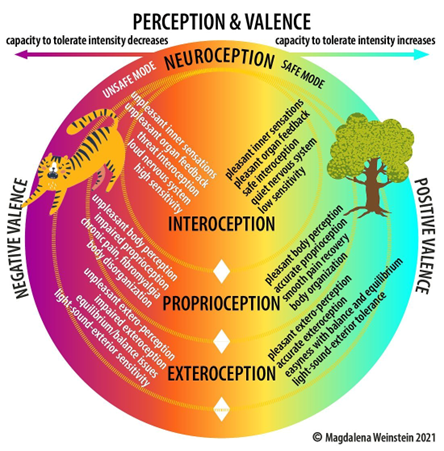 PERCEPTION & VALENCE
capacity to tolerate intensity decreases
capacity to tolerate intensity increases
NEUROCEPTION
UNSAFE MODE
SAFE MODE
NEGATIVE VALENCE
POSITIVE VALENCE
unpleasant inner sensations
unpleasant organ feedback
threat interoception
loud nervous system
high sensitivity
pleasant inner sensations
pleasant organ feedback
safe interoception
quiet nervous system
low sensitivity
INTEROCEPTION
unpleasant body perception
impaired proprioception
chronic pain, fibromyalgia
body disorganization
pleasant body perception
accurate proprioception
smooth pain recovery
body organization
PROPRIOCEPTION
unpleasant extero-perception
impaired exteroception
equilibrium-balance issues
light-sound-exterior sensitivity
pleasant extero-perception
accurate exteroception
easyness with balance and equilibrium
light-sound-exterior tolerance
EXTEROCEPTION
© Magdalena Weinstein 2021